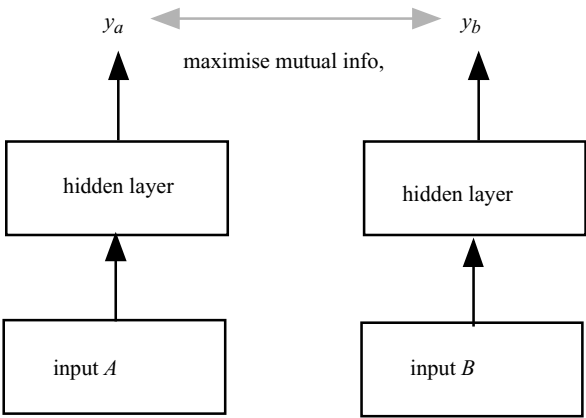 y_a y_b
maximise mutual info,
hidden layer hidden layer
input A input B